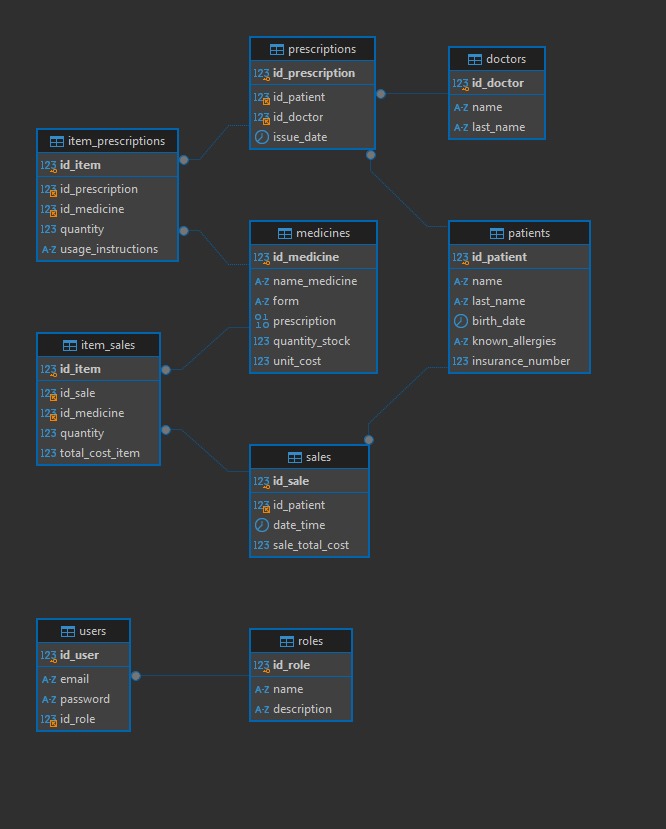 prescriptions
123 id_prescription
123 id_patient
123 id_doctor
issue_date
doctors
123 id_doctor
A-Z name
A-Z last_name
item_prescriptions
123 id_item
123 id_prescription
123 id_medicine
123 quantity
A-Z usage_instructions
medicines
123 id_medicine
A-Z name_medicine
A-Z form
prescription
123 quantity_stock
123 unit_cost
patients
123 id_patient
A-Z name
A-Z last_name
birth_date
A-Z known_allergies
123 insurance_number
item_sales
123 id_item
123 id_sale
123 id_medicine
123 quantity
123 total_cost_item
sales
123 id_sale
123 id_patient
date_time
123 sale_total_cost
users
123 id_user
A-Z email
A-Z password
123 id_role
roles
123 id_role
A-Z name
A-Z description